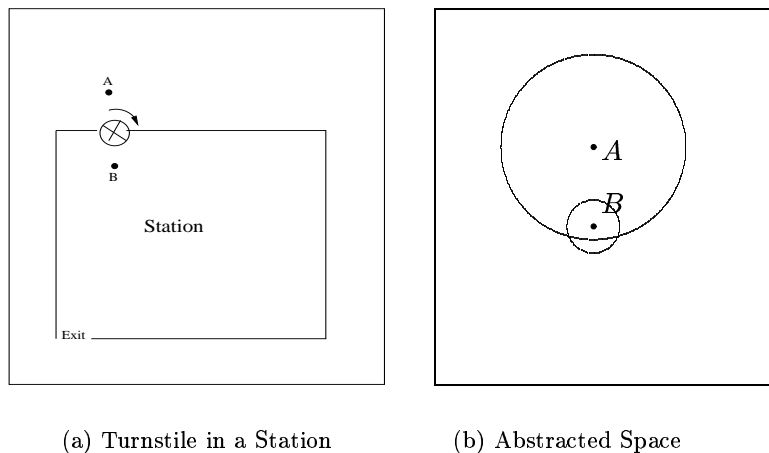 A
B
Station
Exit
A
B
(a) Turnstile in a Station
(b) Abstracted Space